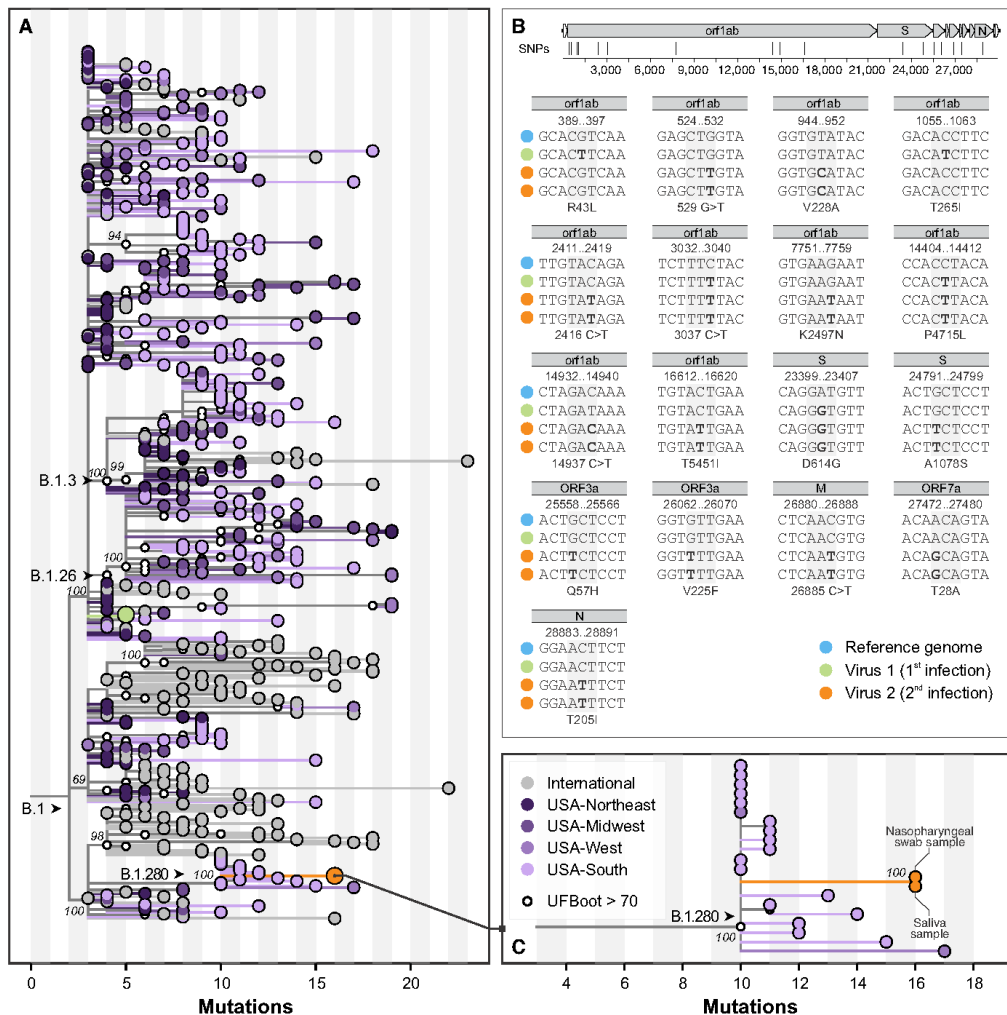 A
94
B.1.3
100
99
100
B.1.26
100
100
69
B.1
98
B.1.280
100
100
0 5 10 15 20
Mutations
B
orf1ab S N
SNPs
3,000 6,000 9,000 12,000 15,000 18,000 21,000 24,000 27,000
orf1ab orf1ab orf1ab orf1ab
389..397 524..532 944..952 1055..1063
GCACGTCAA GAGCTGGTA GGTGTATAC GACACCTTC
GCACTTCAA GAGCTGGTA GGTGTATAC GACATCTTC
GCACGTCAA GAGCTTGTA GGTGCATAC GACACCTTC
GCACGTCAA GAGCTTGTA GGTGCATAC GACACCTTC
R43L 529 G>T V228A T265I
orf1ab orf1ab orf1ab orf1ab
2411..2419 3032..3040 7751..7759 14404..14412
TTGTACAGA TCTTTCTAC GTGAAGAAT CCACCTACA
TTGTACAGA TCTTTTTAC GTGAAGAAT CCACTTACA
TTGTATAGA TCTTTTTAC GTGAATAAT CCACTTACA
TTGTATAGA TCTTTTTAC GTGAATAAT CCACTTACA
2416 C>T 3037 C>T K2497N P4715L
orf1ab orf1ab S S
14932..14940 16612..16620 23399..23407 24791..24799
CTAGACAAA TGTACTGAA CAGGATGTT ACTGCTCCT
CTAGATAAA TGTACTGAA CAGGGTGTT ACTGCTCCT
CTAGACAAA TGTATTGAA CAGGGTGTT ACTTCTCCT
CTAGACAAA TGTATTGAA CAGGGTGTT ACTTCTCCT
14937 C>T T5451I D614G A1078S
ORF3a ORF3a M ORF7a
25558..25566 26062..26070 26880..26888 27472..27480
ACTGCTCCT GGTGTTGAA CTCAACGTG ACAACAGTA
ACTGCTCCT GGTGTTGAA CTCAACGTG ACAACAGTA
ACTTCTCCT GGTTTTGAA CTCAATGTG ACAGCAGTA
ACTTCTCCT GGTTTTGAA CTCAATGTG ACAGCAGTA
Q57H V225F 26885 C>T T28A
N
28883..28891
GGAACTTCT
GGAACTTCT
GGAATTTCT
GGAATTTCT
T205I
Reference genome
Virus 1 (1st infection)
Virus 2 (2nd infection)
International
USA-Northeast
USA-Midwest
USA-West
USA-South
UFBoot > 70
C
Nasopharyngeal
swab sample
100
B.1.280
Saliva
sample
100
4 6 8 10 12 14 16 18
Mutations